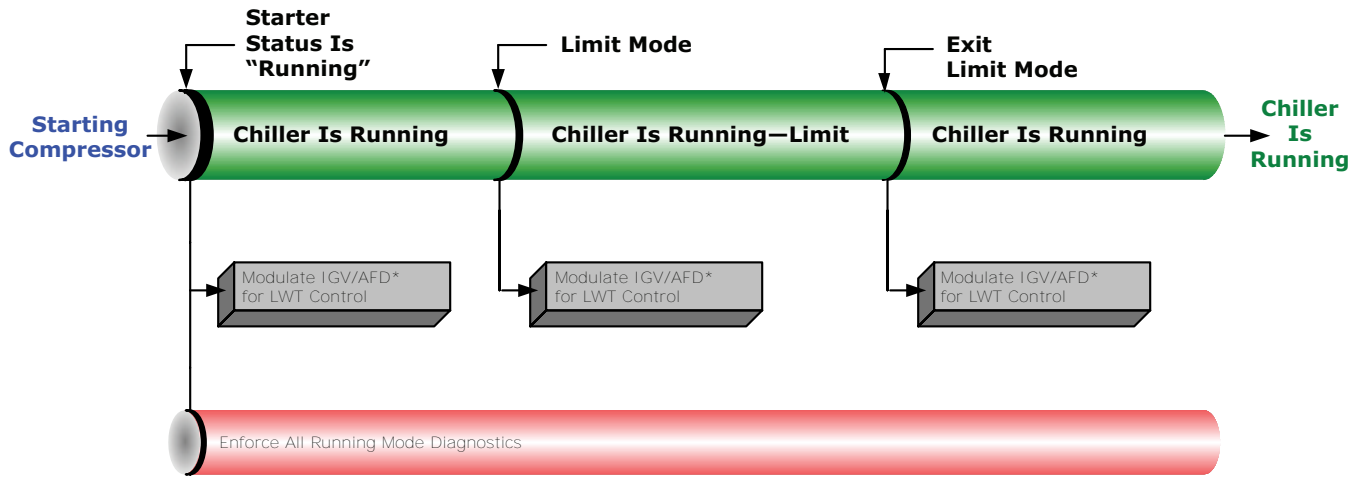 Starter
Status Is
“Running”
Limit Mode
Exit
Limit Mode
Starting
Compressor
Chiller Is Running
Chiller Is Running—Limit
Chiller Is Running
Chiller
Is
Running
Modulate IGV/AFD*
for LWT Control
Modulate IGV/AFD*
for LWT Control
Modulate IGV/AFD*
for LWT Control
Enforce All Running Mode Diagnostics